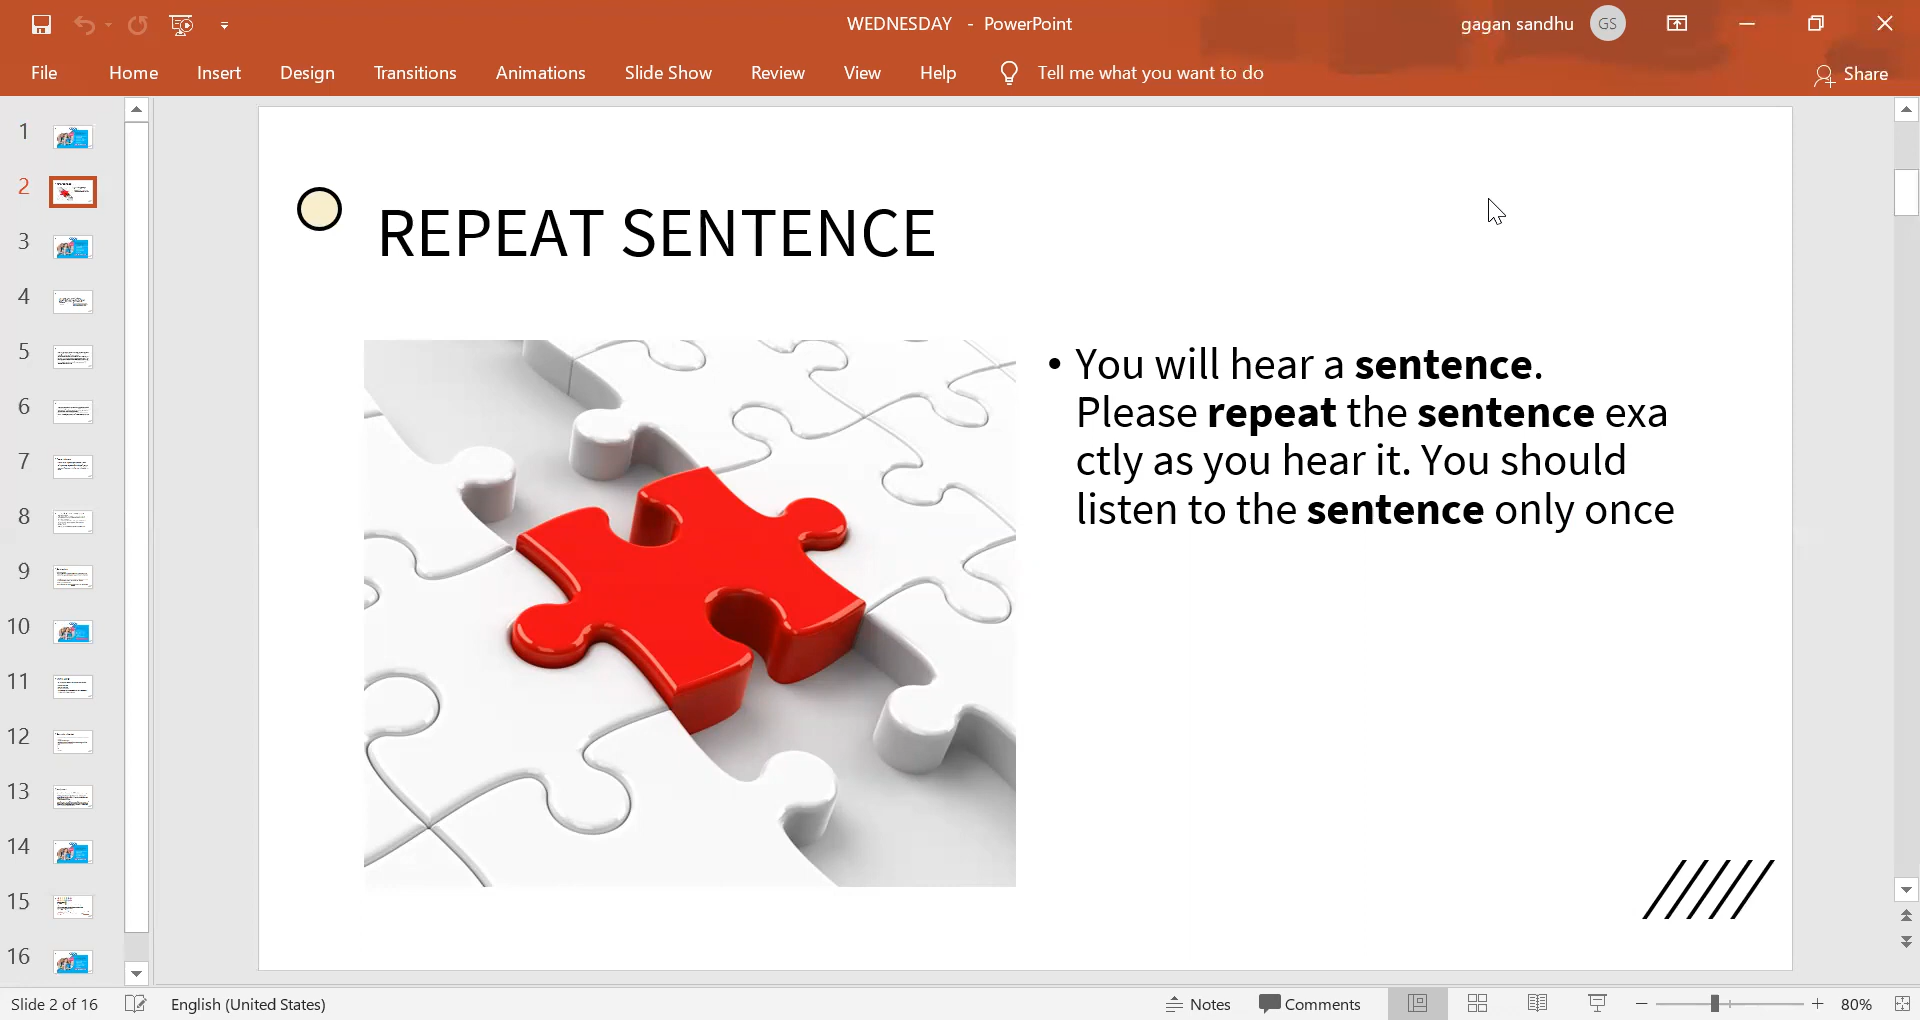 WEDNESDAY - PowerPoint
gagan sandhu GS
File Home Insert Design Transitions Animations Slide Show Review View Help Tell me what you want to do Share
1
2
3
4
5
6
7
8
9
10
11
12
13
14
15
16
REPEAT SENTENCE
• You will hear a sentence.
Please repeat the sentence exa
ctly as you hear it. You should
listen to the sentence only once
Slide 2 of 16 English (United States) Notes Comments 80%